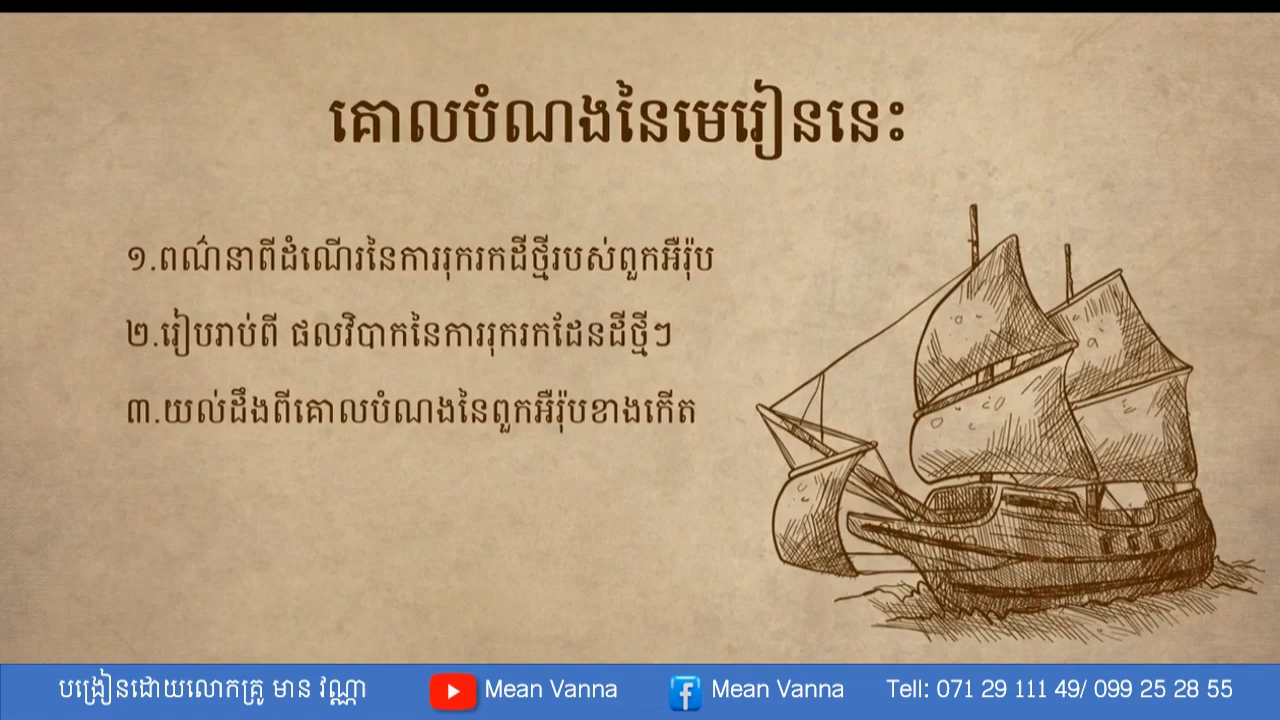 គោលបំណងនៃមេរៀននេះ
១.ពណ៌នាពីដំណើរនៃការរុករកដីថ្មីរបស់ពួកអឺរ៉ុប
២.រៀបរាប់ពី ផលវិបាកនៃការរុករកដែនដីថ្មីៗ
៣.យល់ដឹងពីគោលបំណងនៃពួកអឺរ៉ុបខាងកើត
បង្រៀនដោយលោកគ្រូ មាន វណ្ណា Mean Vanna Mean Vanna Tell: 071 29 111 49/ 099 25 28 55